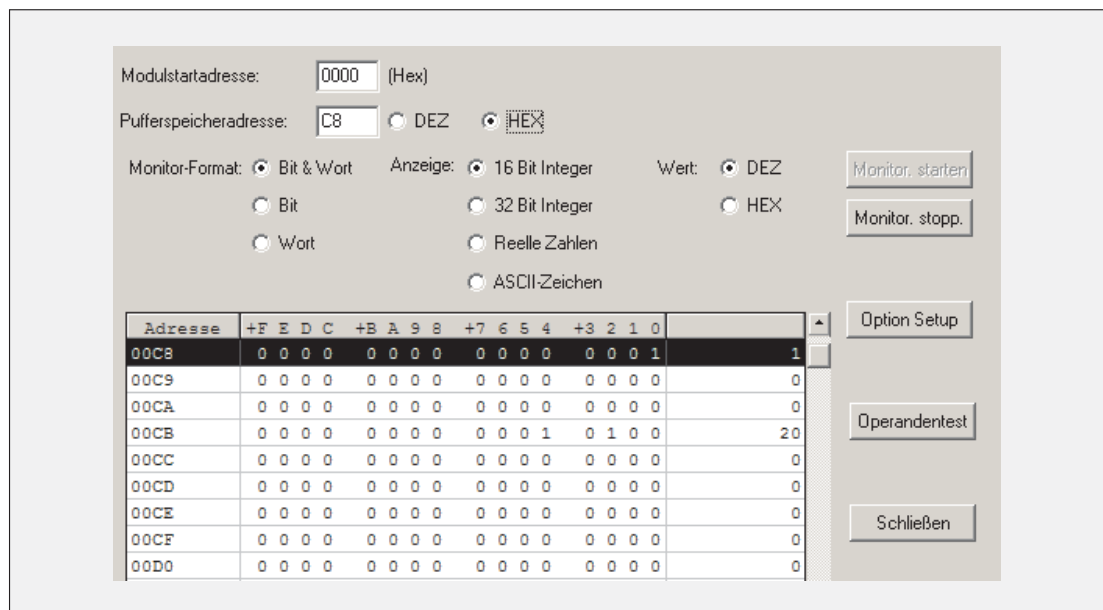 Modulstartadresse: 0000 (Hex)
Pufferspeicheradresse: C8 DEZ HEX
Monitor-Format: Bit & Wort Anzeige: 16 Bit Integer Wert: DEZ Monitor. starten
Bit 32 Bit Integer HEX Monitor. stopp.
Wort Reelle Zahlen
ASCII-Zeichen
Option Setup
Adresse +F E D C +B A 9 8 +7 6 5 4 +3 2 1 0
00C8 0 0 0 0 0 0 0 0 0 0 0 0 0 0 0 1 1
00C9 0 0 0 0 0 0 0 0 0 0 0 0 0 0 0 0 0
00CA 0 0 0 0 0 0 0 0 0 0 0 0 0 0 0 0 0
Operandentest
00CB 0 0 0 0 0 0 0 0 0 0 0 1 0 1 0 0 20
00CC 0 0 0 0 0 0 0 0 0 0 0 0 0 0 0 0 0
00CD 0 0 0 0 0 0 0 0 0 0 0 0 0 0 0 0 0
00CE 0 0 0 0 0 0 0 0 0 0 0 0 0 0 0 0 0
Schließen
00CF 0 0 0 0 0 0 0 0 0 0 0 0 0 0 0 0 0
00D0 0 0 0 0 0 0 0 0 0 0 0 0 0 0 0 0 0